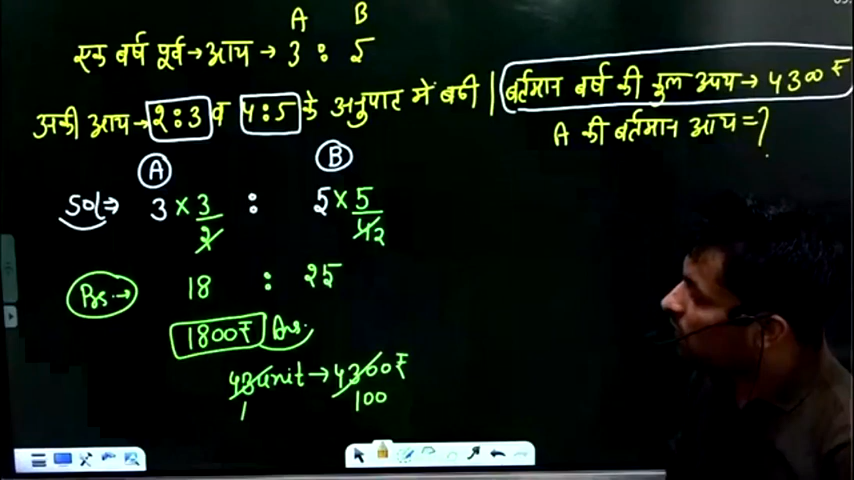 A B
एक वर्ष पूर्व → आय → 3 : 5
उनकी आय → 2:3 व 4:5 के अनुपात में बढ़ी | वर्तमान वर्ष की कुल आय → 4300₹
A की वर्तमान आय = ?
A B
Sol ⇒ 3 × 3/2 : 5 × 5/4 2
Pre. → 18 : 25
1800₹ Ans.
43 unit → 4300₹
1 100